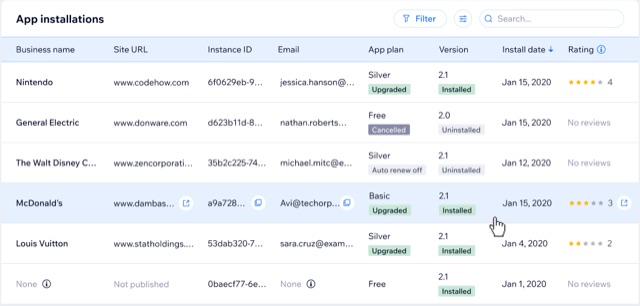 App installations
Filter
Search...
Business name Site URL Instance ID Email App plan Version Install date Rating
Nintendo www.codehow.com 6f0629eb-9... jessica.hanson@... Silver Upgraded 2.1 Installed Jan 15, 2020 4
General Electric www.donware.com d623b11d-8... nathan.roberts... Free Cancelled 2.0 Uninstalled Jan 15, 2020 No reviews
The Walt Disney C... www.zencorporati... 35b2c225-74... michael.mitc@e... Silver Auto renew off 2.1 Uninstalled Jan 12, 2020 No reviews
McDonald's www.dambas... a9a728... Avi@techorp... Basic Upgraded 2.1 Installed Jan 15, 2020 3
Louis Vuitton www.statholdings.... 53dab320-7... sara.cruz@exam... Silver Upgraded 2.1 Installed Jan 4, 2020 2
None Not published 0baecf77-6e... None Free 2.1 Installed Jan 1, 2020 No reviews